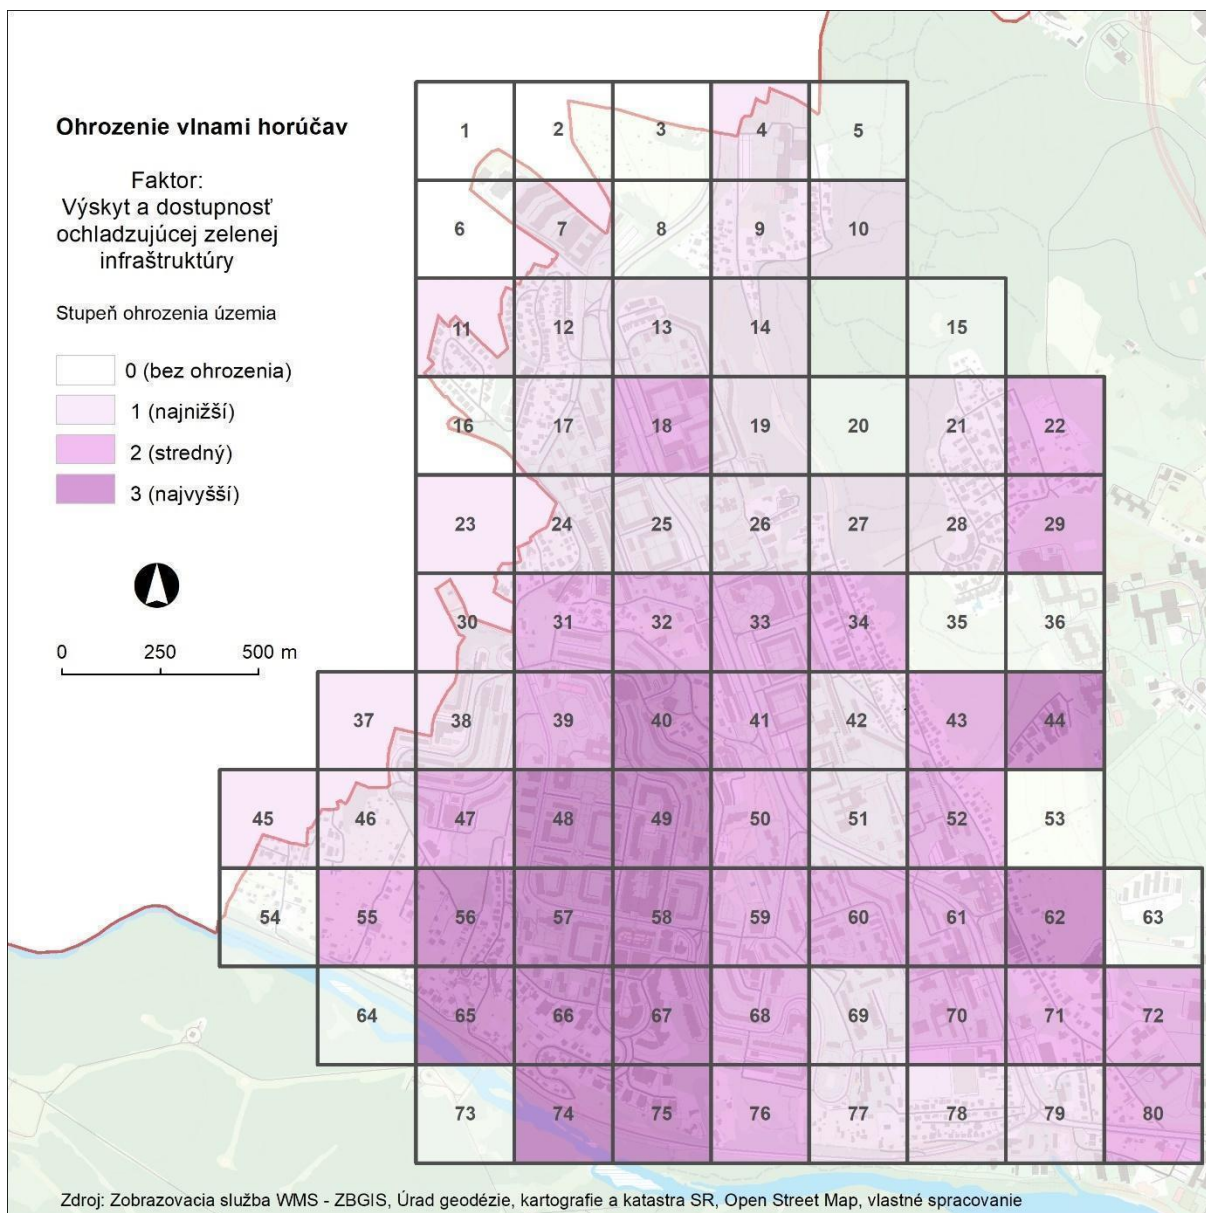 Ohrozenie vlnami horúčav
Faktor:
Výskyt a dostupnosť
ochladzujúcej zelenej
infraštruktúry
Stupeň ohrozenia územia
0 (bez ohrozenia)
1 (najnižší)
2 (stredný)
3 (najvyšší)
0 250 500 m
1 2 3 4 5
6 7 8 9 10
11 12 13 14 15
16 17 18 19 20 21 22
23 24 25 26 27 28 29
30 31 32 33 34 35 36
37 38 39 40 41 42 43 44
45 46 47 48 49 50 51 52 53
54 55 56 57 58 59 60 61 62 63
64 65 66 67 68 69 70 71 72
73 74 75 76 77 78 79 80
Zdroj: Zobrazovacia služba WMS - ZBGIS, Úrad geodézie, kartografie a katastra SR, Open Street Map, vlastné spracovanie